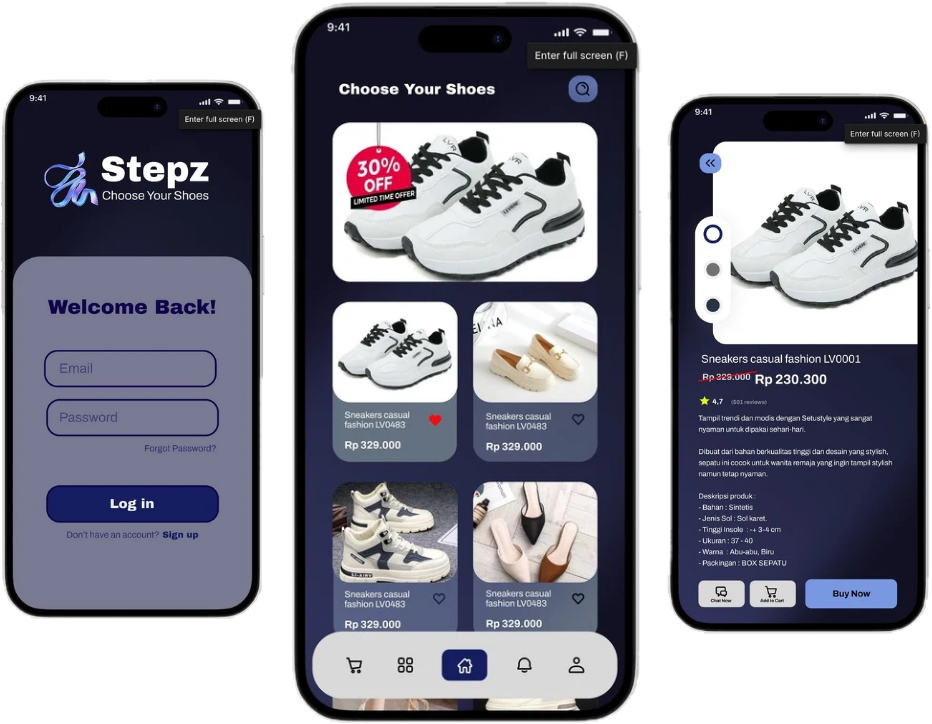 9:41
Enter full screen (F)
Stepz
Choose Your Shoes
Welcome Back!
Email
Password
Forgot Password?
Log in
Don't have an account? Sign up
9:41
Enter full screen (F)
Choose Your Shoes
30%
OFF
LIMITED TIME OFFER
LVR
VR
Sneakers casual
fashion LV0483
Rp 329.000
Sneakers casual
fashion LV0483
Rp 329.000
Sneakers casual
fashion LV0483
Rp 329.000
Sneakers casual
fashion LV0483
Rp 329.000
9:41
Enter full screen (F)
Sneakers casual fashion LV0001
Rp 329.000 Rp 230.300
4,7 (501 reviews)
Tampil trendi dan modis dengan Setustyle yang sangat
nyaman untuk dipakai sehari-hari.
Dibuat dari bahan berkualitas tinggi dan desain yang stylish,
sepatu ini cocok untuk wanita remaja yang ingin tampil stylish
namun tetap nyaman.
Deskripsi produk :
- Bahan : Sintetis
- Jenis Sol : Sol karet.
- Tinggi Insole : -+ 3-4 cm
- Ukuran : 37 - 40
- Warna : Abu-abu, Biru
- Packingan : BOX SEPATU
Chat Now
Add to Cart
Buy Now